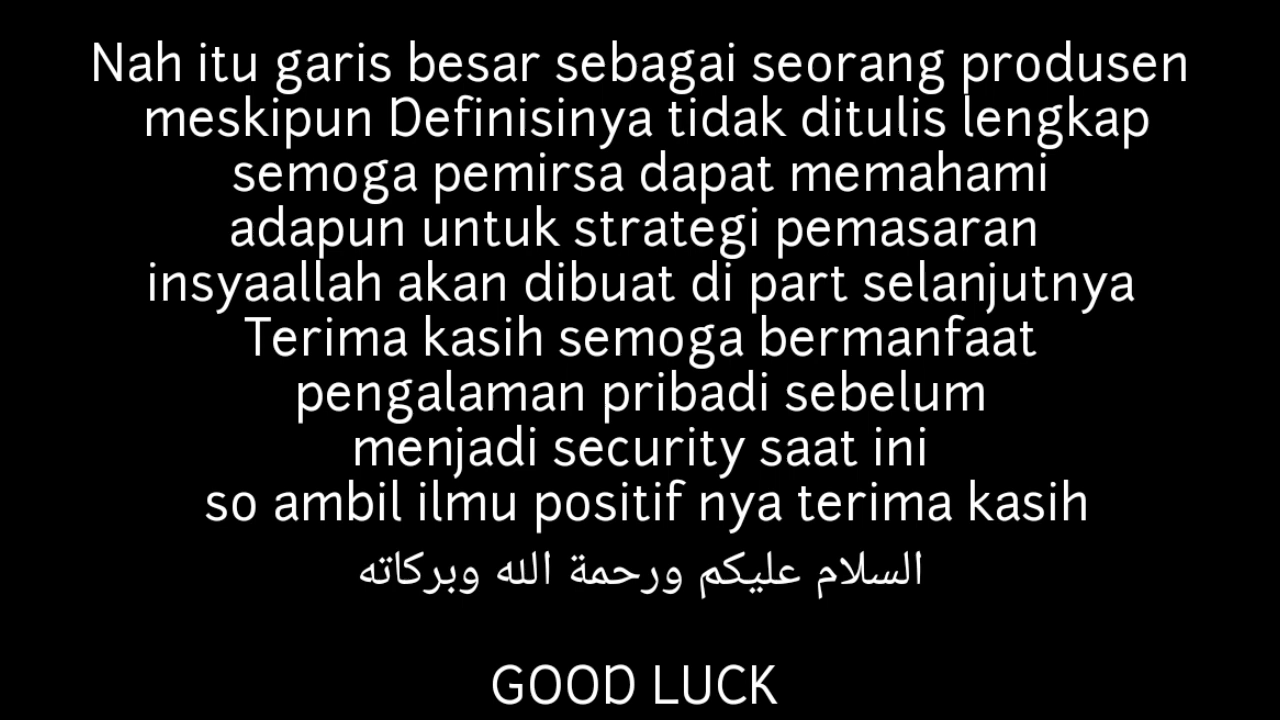 Nah itu garis besar sebagai seorang produsen
meskipun Definisinya tidak ditulis lengkap
semoga pemirsa dapat memahami
adapun untuk strategi pemasaran
insyaallah akan dibuat di part selanjutnya
Terima kasih semoga bermanfaat
pengalaman pribadi sebelum
menjadi security saat ini
so ambil ilmu positif nya terima kasih
السلام عليكم ورحمة الله وبركاته
GOOD LUCK